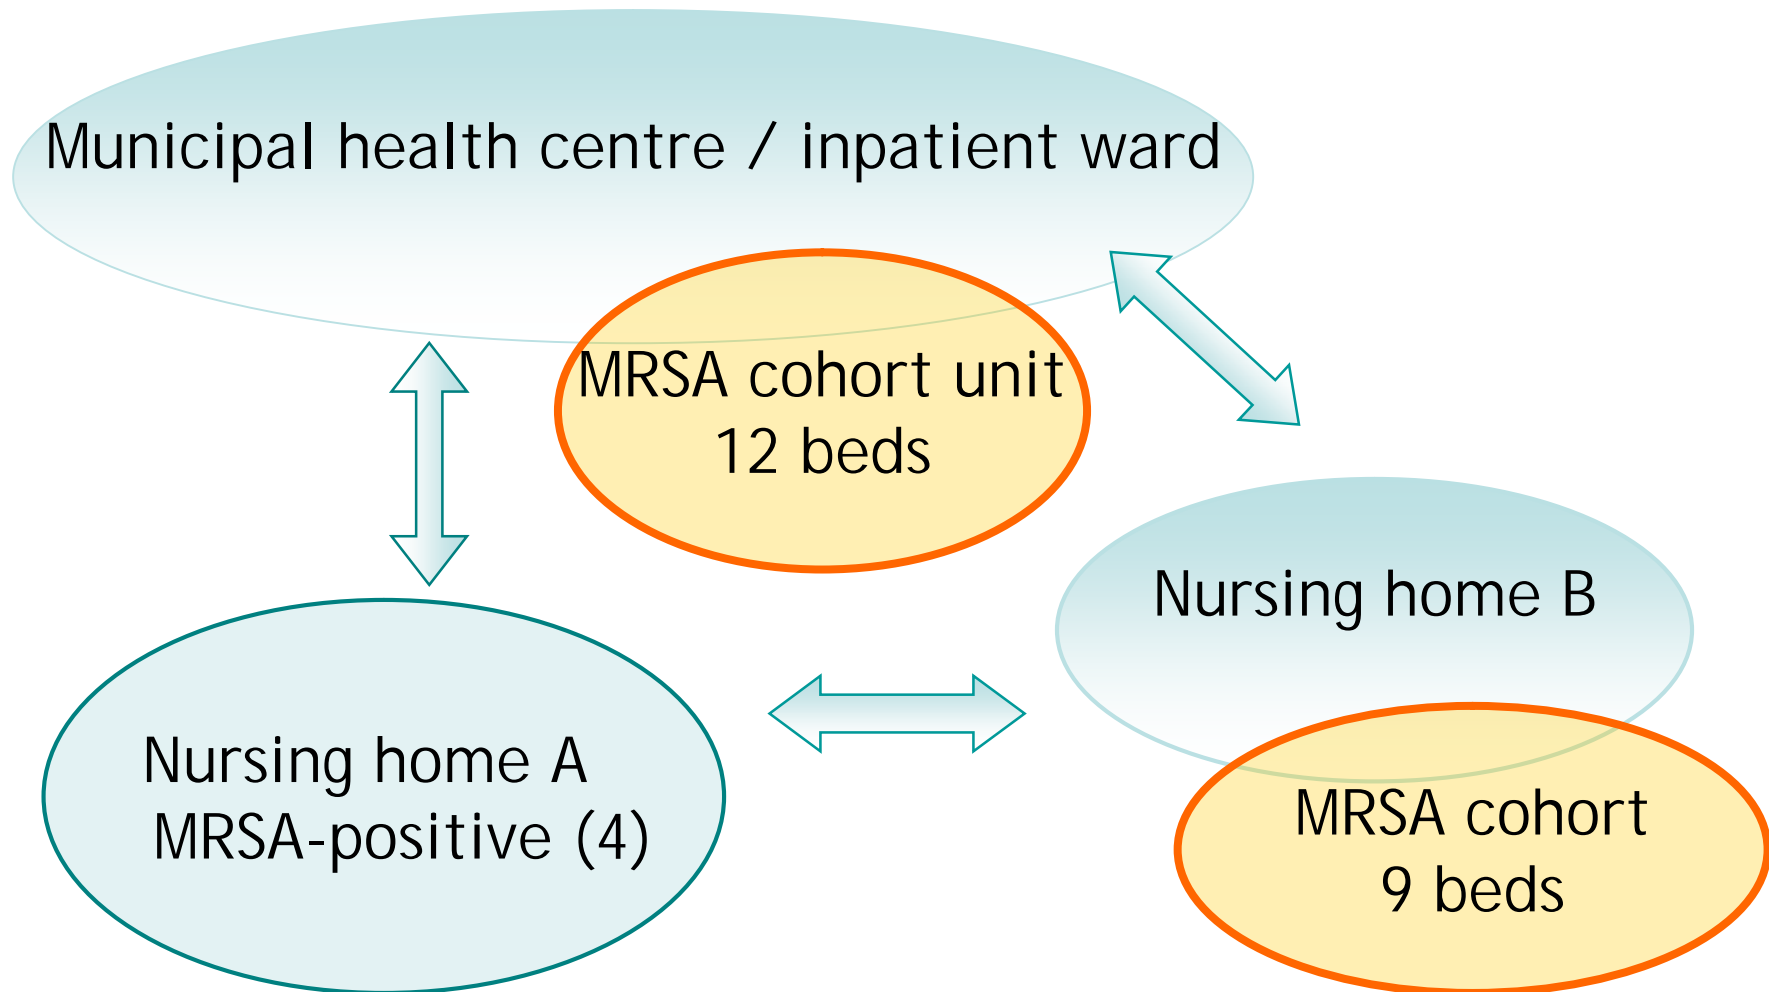 Municipal health centre / inpatient ward
MRSA cohort unit
12 beds
Nursing home B
Nursing home A
MRSA-positive (4)
MRSA cohort
9 beds